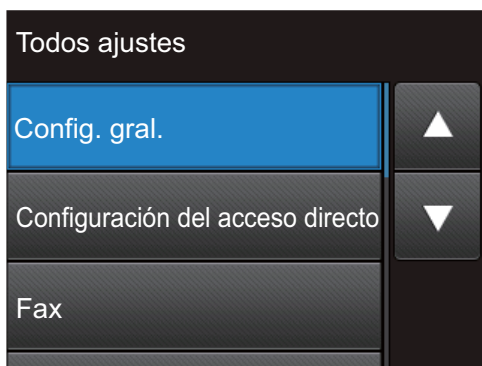 Todos ajustes
Config. gral.
Configuración del acceso directo
Fax